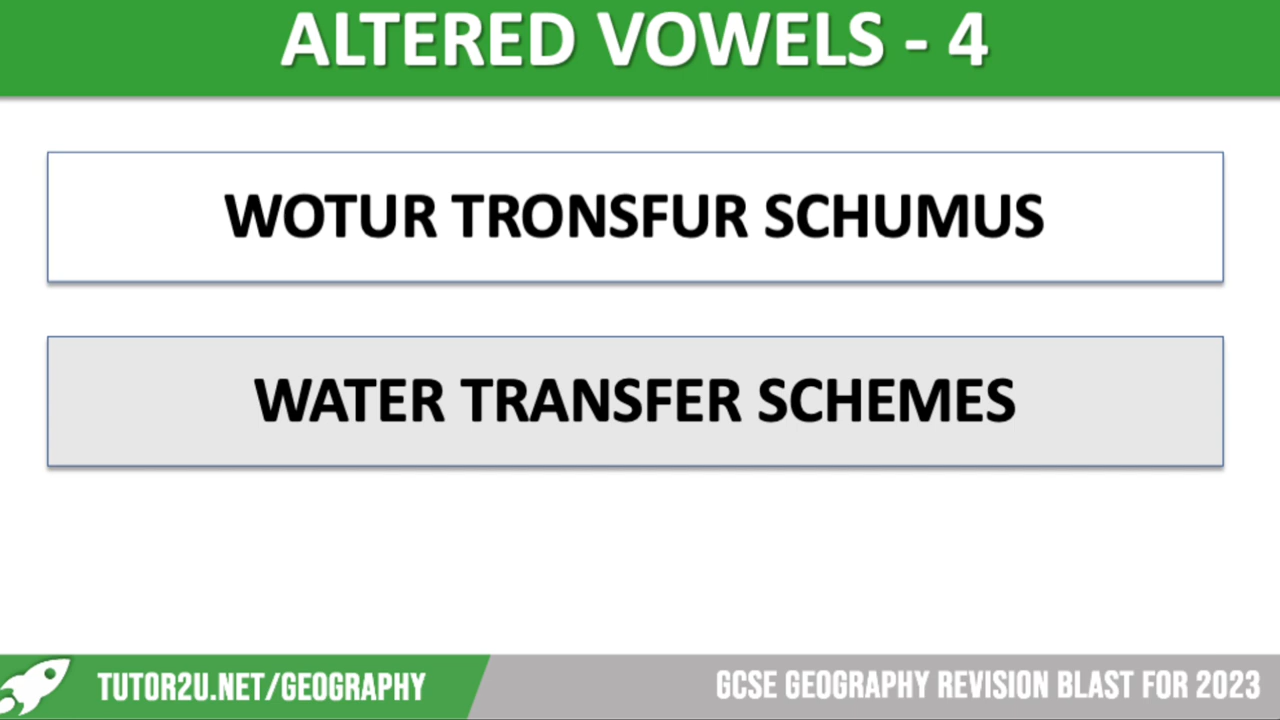 ALTERED VOWELS - 4
WOTUR TRONSFUR SCHUMUS
WATER TRANSFER SCHEMES
TUTOR2U.NET/GEOGRAPHY
GCSE GEOGRAPHY REVISION BLAST FOR 2023